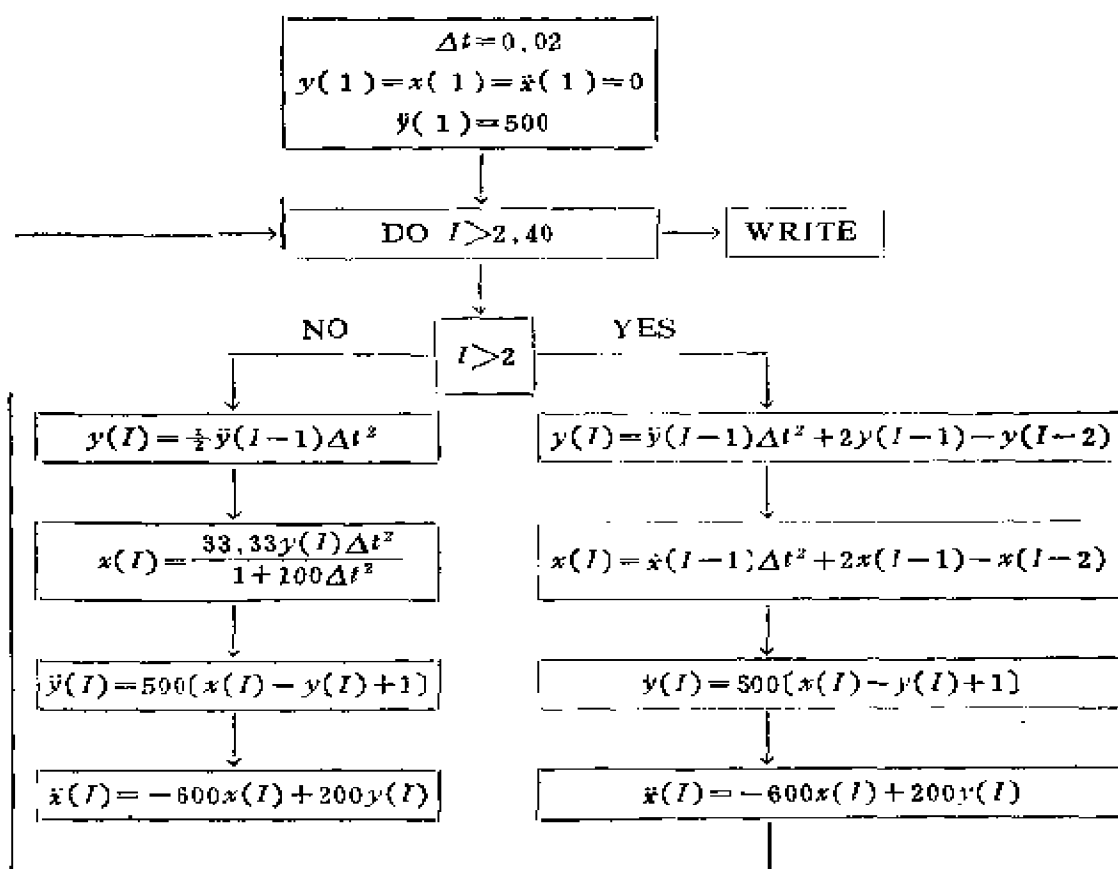 Δt=0,02
y(1)=x(1)=ẍ(1)=0
ÿ(1)=500
DO I>2,40
WRITE
NO
I>2
YES
y(I)=½ÿ(I−1)Δt²
y(I)=ÿ(I−1)Δt²+2y(I−1)−y(I−2)
x(I)=33,33y(I)Δt²/1+100Δt²
x(I)=ẍ(I−1)Δt²+2x(I−1)−x(I−2)
ÿ(I)=500[x(I)−y(I)+1]
ÿ(I)=500[x(I)−y(I)+1]
ẍ(I)=−600x(I)+200y(I)
ẍ(I)=−600x(I)+200y(I)